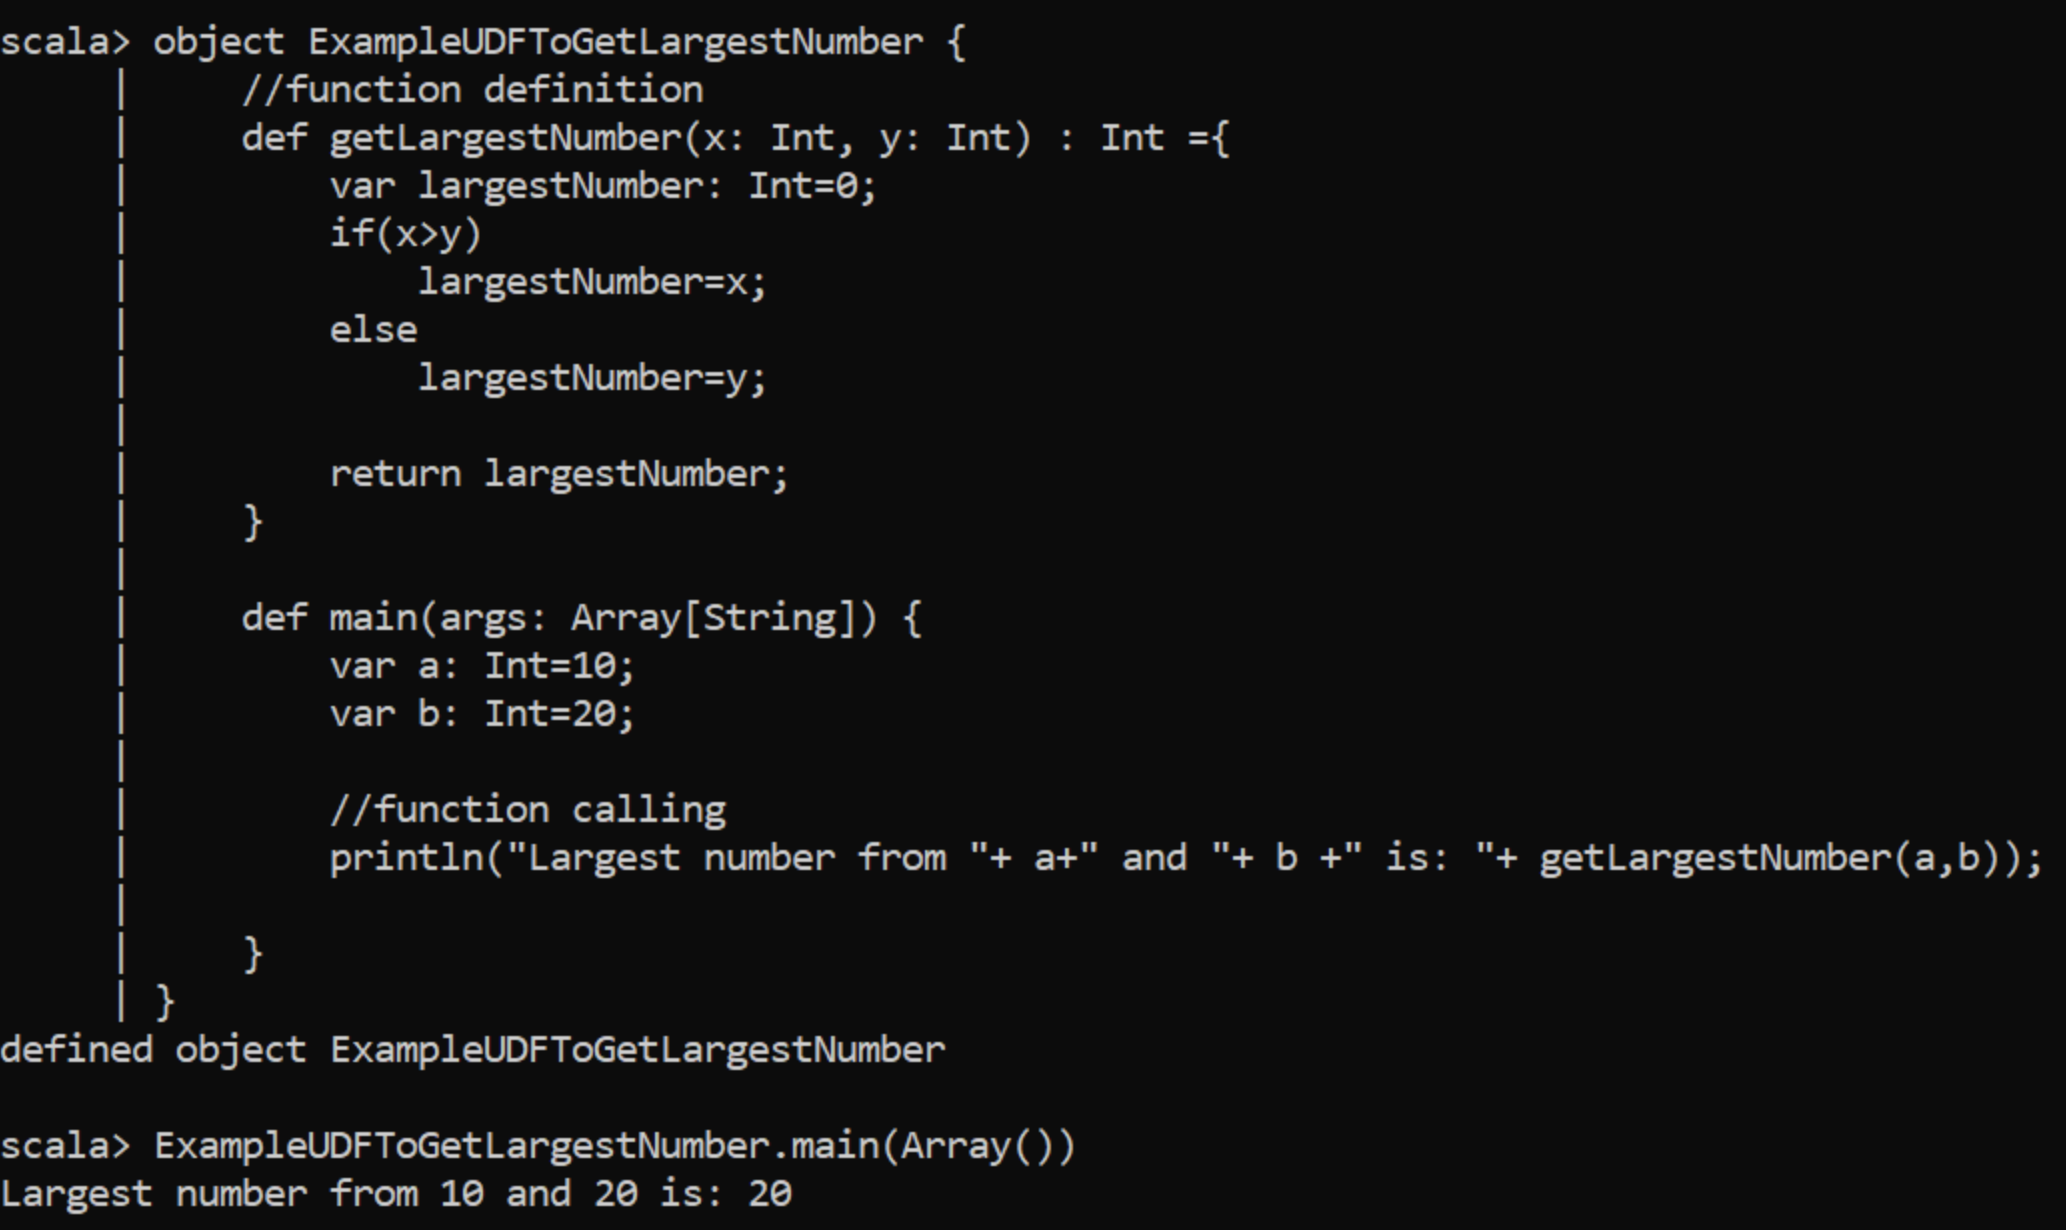 scala> object ExampleUDFToGetLargestNumber {
     |     //function definition
     |     def getLargestNumber(x: Int, y: Int) : Int ={
     |         var largestNumber: Int=0;
     |         if(x>y)
     |             largestNumber=x;
     |         else
     |             largestNumber=y;
     |
     |         return largestNumber;
     |     }
     |
     |     def main(args: Array[String]) {
     |         var a: Int=10;
     |         var b: Int=20;
     |
     |         //function calling
     |         println("Largest number from "+ a+" and "+ b +" is: "+ getLargestNumber(a,b));
     |
     |     }
     | }
defined object ExampleUDFToGetLargestNumber

scala> ExampleUDFToGetLargestNumber.main(Array())
Largest number from 10 and 20 is: 20